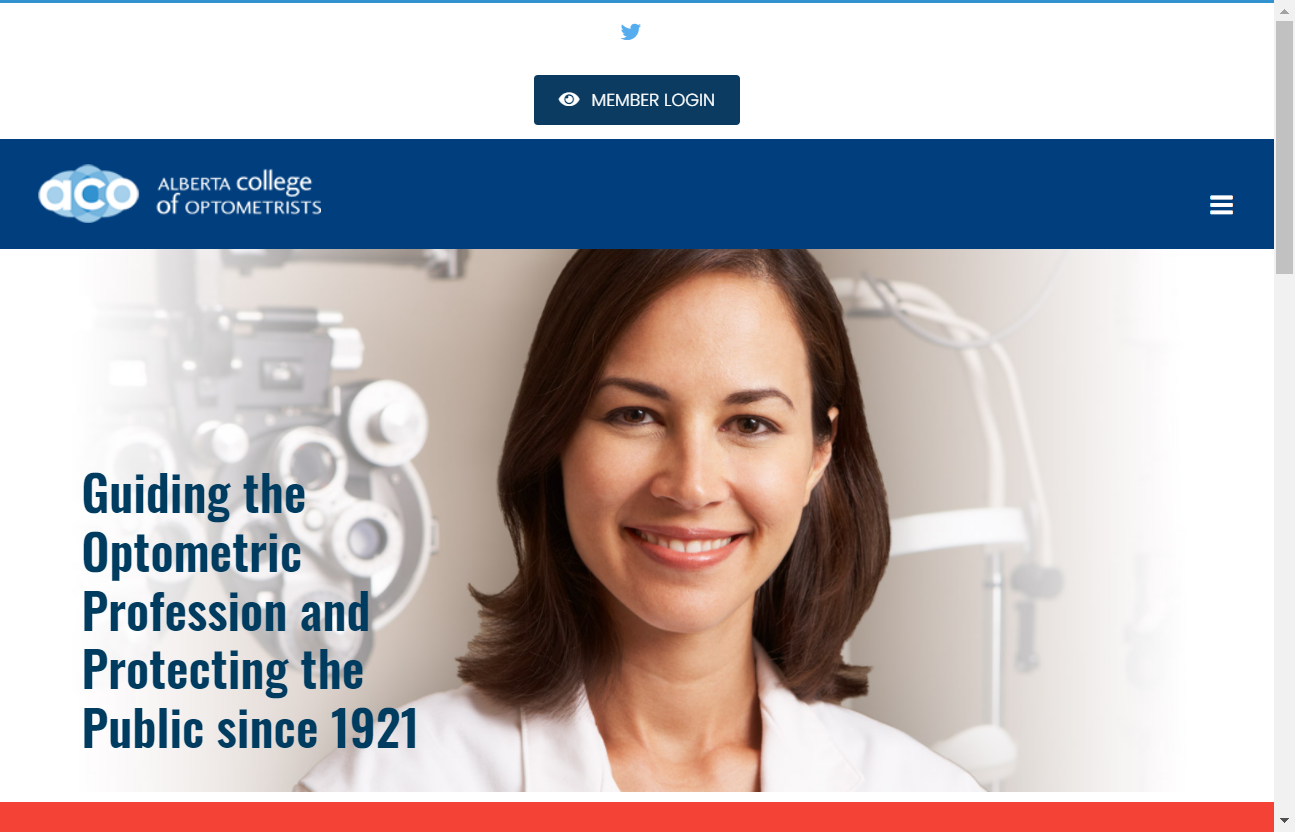 MEMBER LOGIN
aco ALBERTA college
of OPTOMETRISTS
Guiding the
Optometric
Profession and
Protecting the
Public since 1921